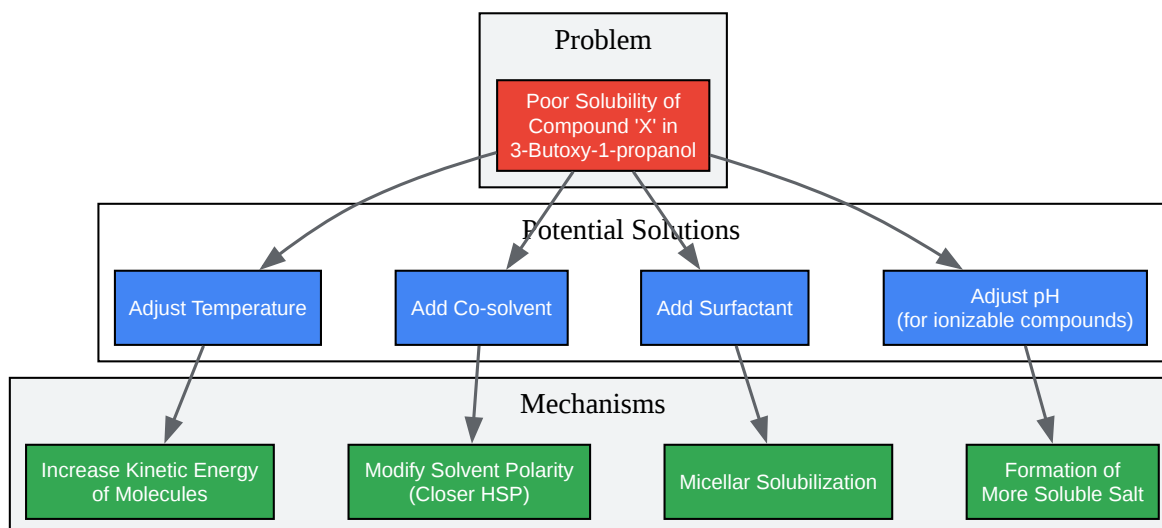 Problem
Poor Solubility of
Compound 'X' in
3-Butoxy-1-propanol
Potential Solutions
Adjust Temperature
Add Co-solvent
Add Surfactant
Adjust pH
(for ionizable compounds)
Mechanisms
Increase Kinetic Energy
of Molecules
Modify Solvent Polarity
(Closer HSP)
Micellar Solubilization
Formation of
More Soluble Salt